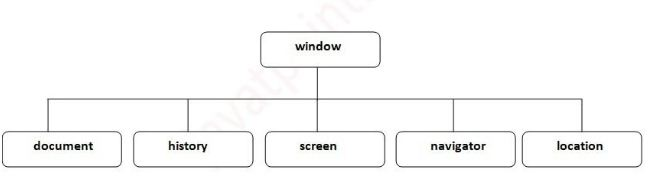 window
document
history
screen
navigator
location